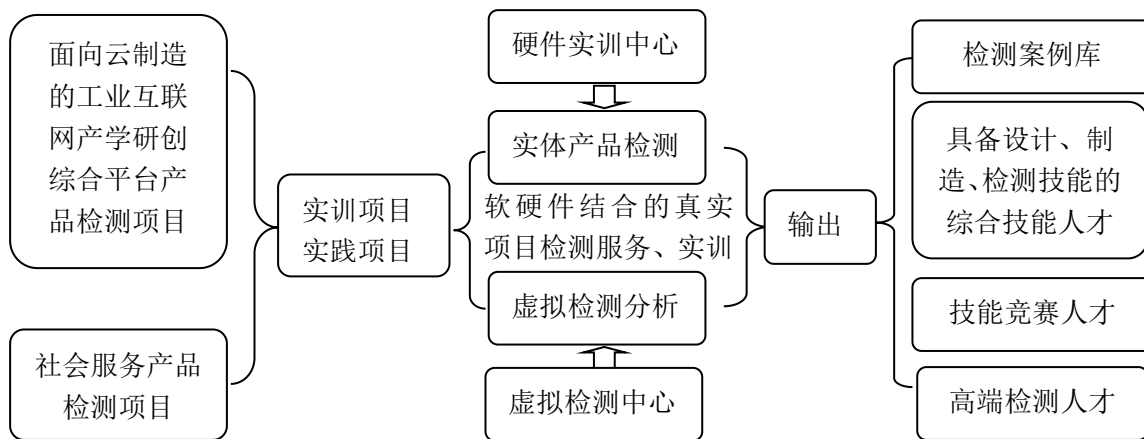 面向云制造
的工业互联
网产学研创
综合平台产
品检测项目
社会服务产品
检测项目
实训项目
实践项目
硬件实训中心
实体产品检测
软硬件结合的真实
项目检测服务、实训
虚拟检测分析
虚拟检测中心
输出
检测案例库
具备设计、制
造、检测技能的
综合技能人才
技能竞赛人才
高端检测人才